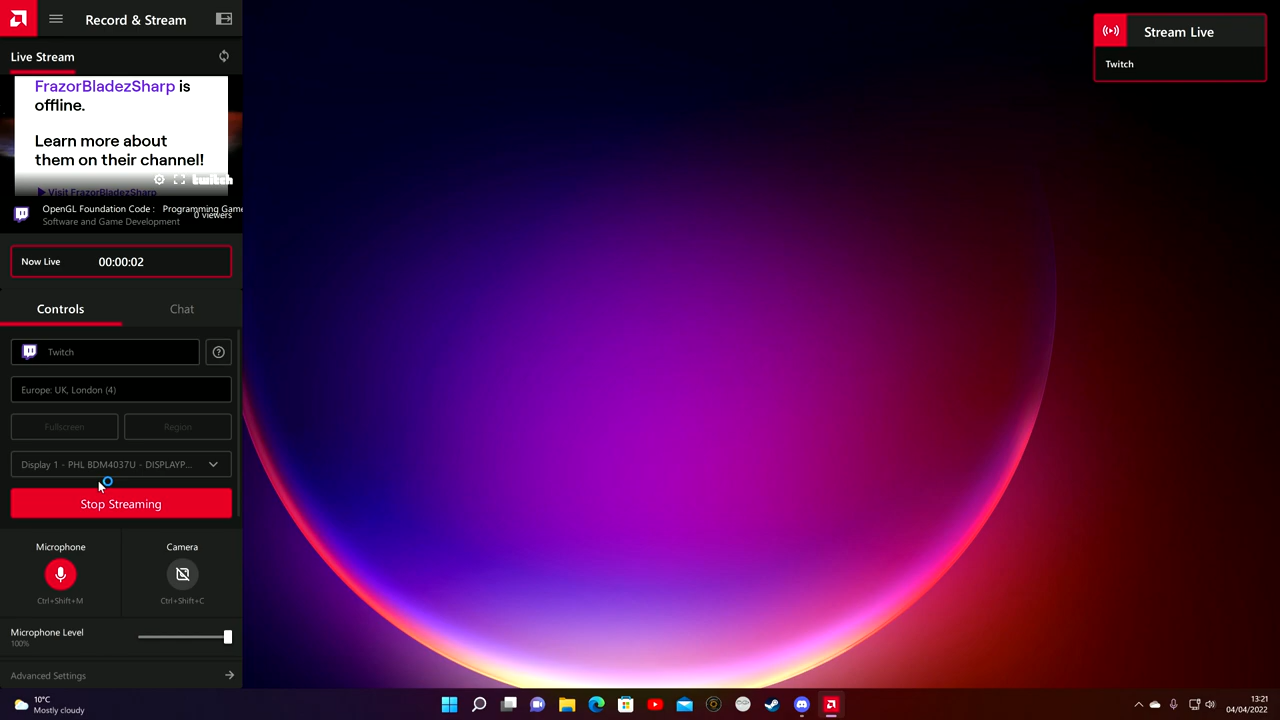 Record & Stream
Live Stream
FrazorBladezSharp is
offline.
Learn more about
them on their channel!
twitch
Visit FrazorBladezSharp
OpenGL Foundation Code : Programming Game
0 viewers
Software and Game Development
Now Live 00:00:02
Controls Chat
Twitch
Europe: UK, London (4)
Fullscreen Region
Display 1 - PHL BDM4037U - DISPLAYP...
Stop Streaming
Microphone Camera
Ctrl+Shift+M Ctrl+Shift+C
Microphone Level
100%
Advanced Settings
Stream Live
Twitch
10°C
Mostly cloudy
13:21
04/04/2022